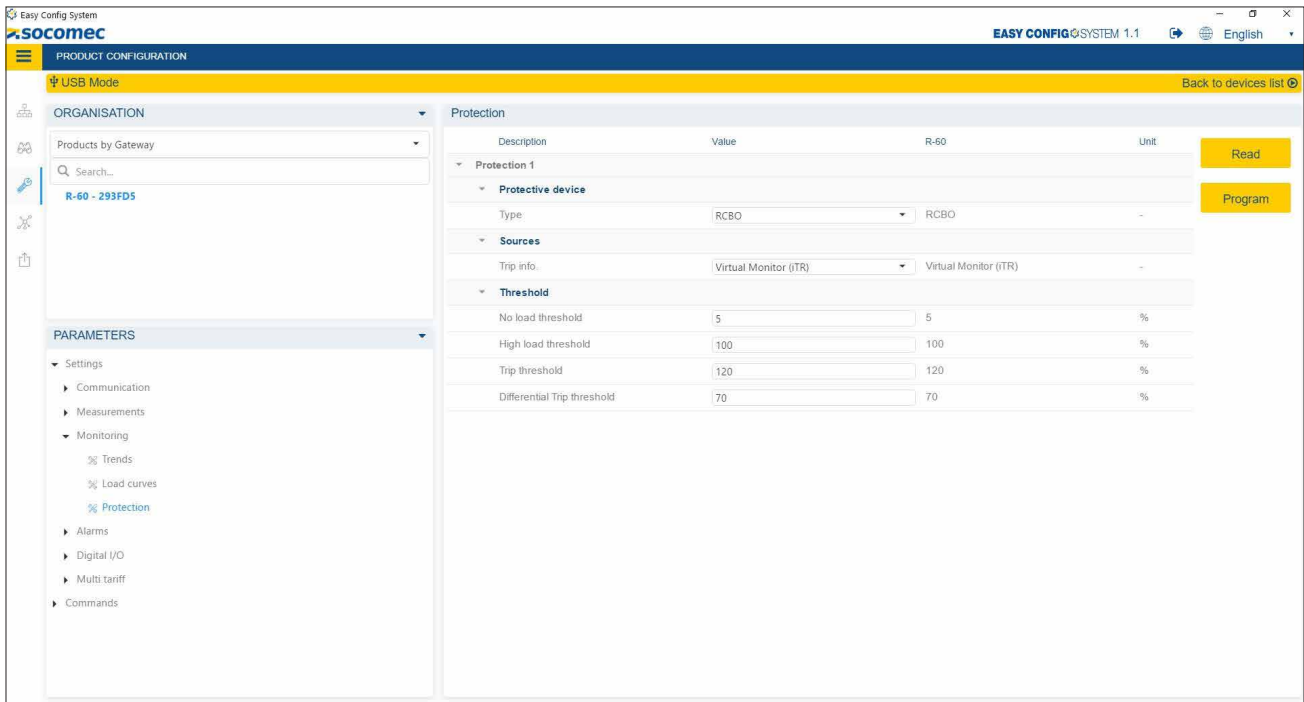 Easy Config System
socomec
EASY CONFIG SYSTEM 1.1 English
PRODUCT CONFIGURATION
USB Mode Back to devices list
ORGANISATION
Products by Gateway
Search...
R-60 - 293FD5
PARAMETERS
Settings
Communication
Measurements
Monitoring
Trends
Load curves
Protection
Alarms
Digital I/O
Multi tariff
Commands
Protection
Description Value R-60 Unit
Protection 1
Protective device
Type RCBO RCBO -
Sources
Trip info. Virtual Monitor (iTR) Virtual Monitor (iTR) -
Threshold
No load threshold 5 5 %
High load threshold 100 100 %
Trip threshold 120 120 %
Differential Trip threshold 70 70 %
Read
Program